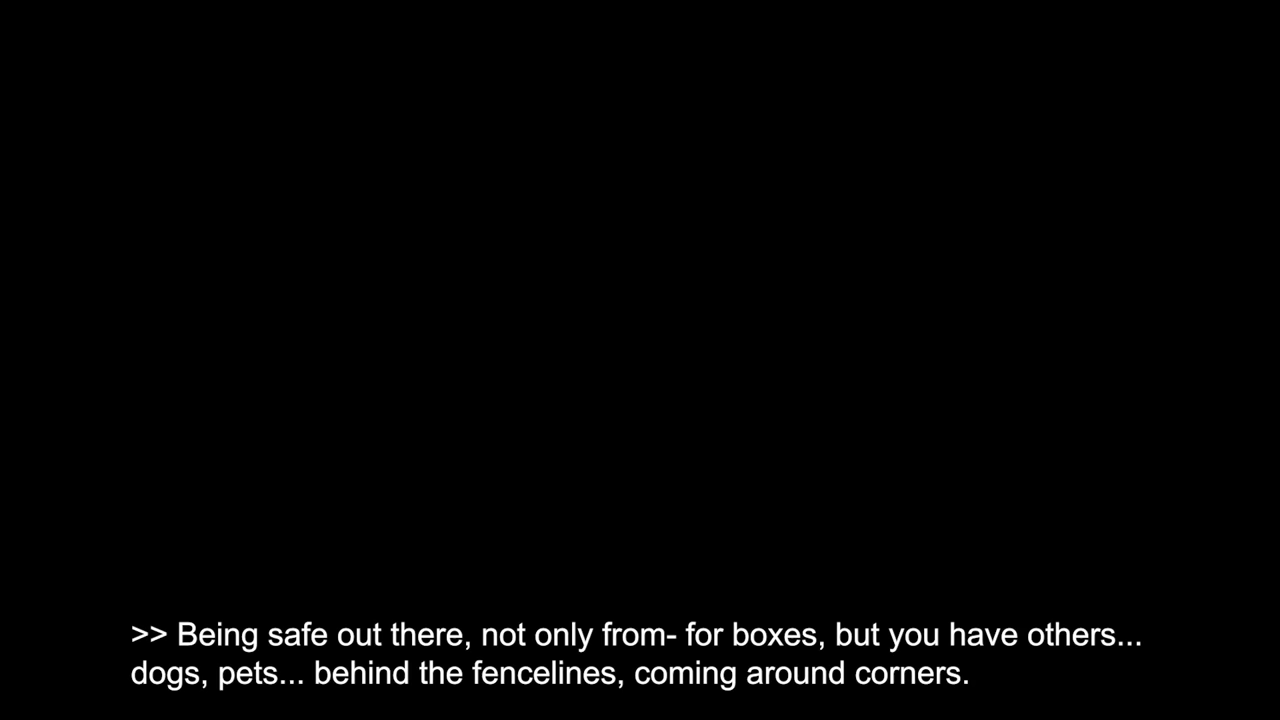 >> Being safe out there, not only from- for boxes, but you have others...
dogs, pets... behind the fencelines, coming around corners.